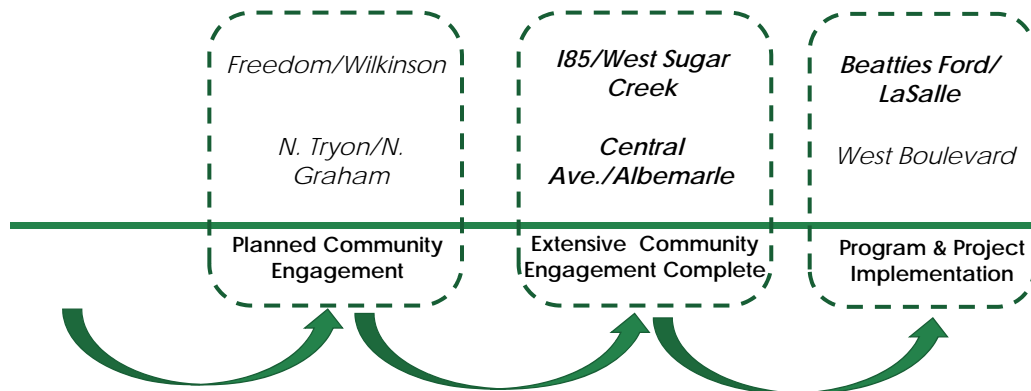 Freedom/Wilkinson
N. Tryon/N.
Graham
Planned Community
Engagement
I85/West Sugar
Creek
Central
Ave./Albemarle
Extensive Community
Engagement Complete
Beatties Ford/
LaSalle
West Boulevard
Program & Project
Implementation